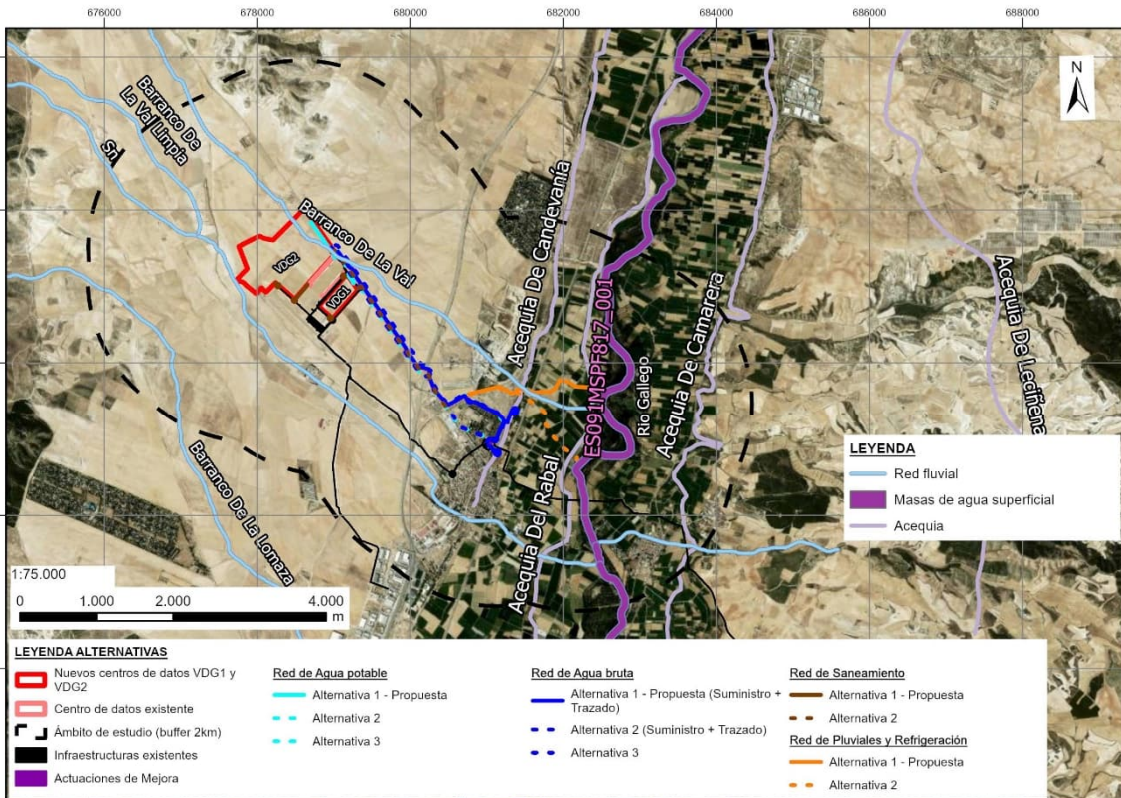 676000
678000
680000
682000
684000
686000
688000
N
Barranco De
La Val Limpia
Sn
Barranco De La Val
VDG2
VDG1
Acequia De Candevanía
ES091MSPF817_001
Rio Gallego
Acequia De Camarera
Acequia De Leciñena
Acequia Del Rabal
Barranco De La Lomaza
LEYENDA
Red fluvial
Masas de agua superficial
Acequia
1:75.000
0 1.000 2.000 4.000
m
LEYENDA ALTERNATIVAS
Nuevos centros de datos VDG1 y
VDG2
Centro de datos existente
Ámbito de estudio (buffer 2km)
Infraestructuras existentes
Actuaciones de Mejora
Red de Agua potable
Alternativa 1 - Propuesta
Alternativa 2
Alternativa 3
Red de Agua bruta
Alternativa 1 - Propuesta (Suministro +
Trazado)
Alternativa 2 (Suministro + Trazado)
Alternativa 3
Red de Saneamiento
Alternativa 1 - Propuesta
Alternativa 2
Red de Pluviales y Refrigeración
Alternativa 1 - Propuesta
Alternativa 2